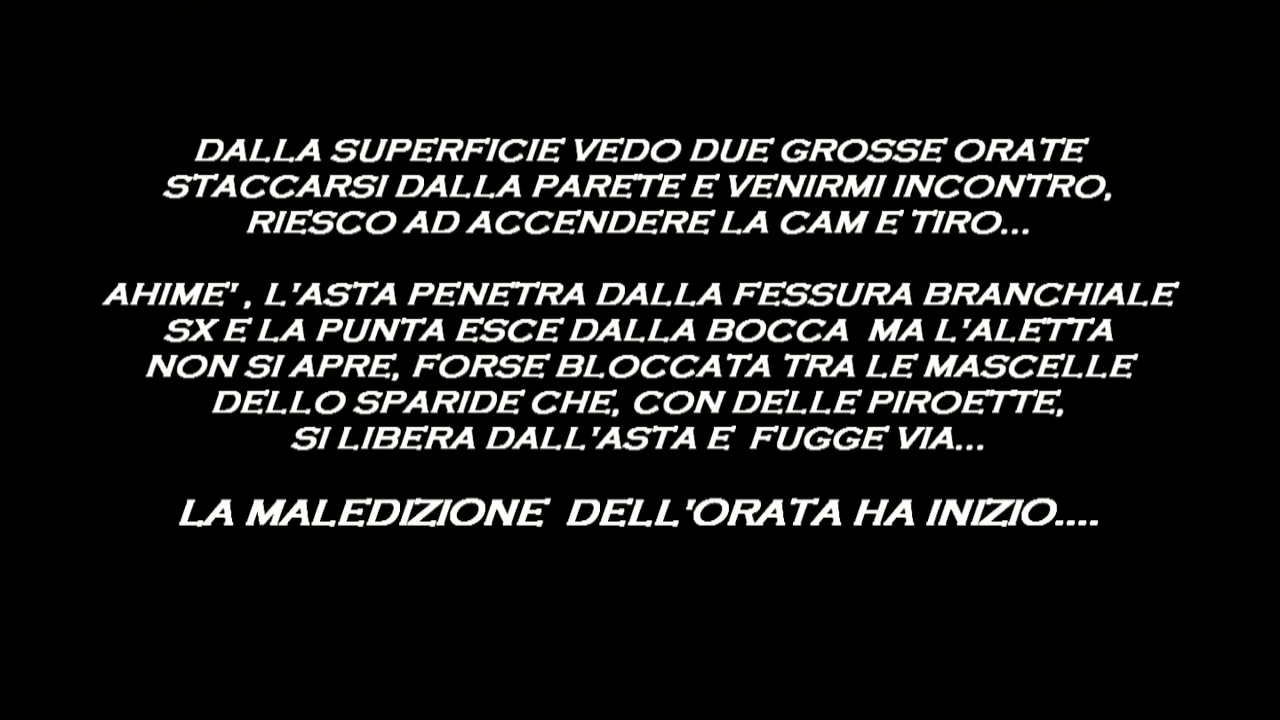 DALLA SUPERFICIE VEDO DUE GROSSE ORATE
STACCARSI DALLA PARETE E VENIRMI INCONTRO,
RIESCO AD ACCENDERE LA CAM E TIRO...
AHIME' , L'ASTA PENETRA DALLA FESSURA BRANCHIALE
SX E LA PUNTA ESCE DALLA BOCCA  MA L'ALETTA
NON SI APRE, FORSE BLOCCATA TRA LE MASCELLE
DELLO SPARIDE CHE, CON DELLE PIROETTE,
SI LIBERA DALL'ASTA E  FUGGE VIA...
LA MALEDIZIONE  DELL'ORATA HA INIZIO....